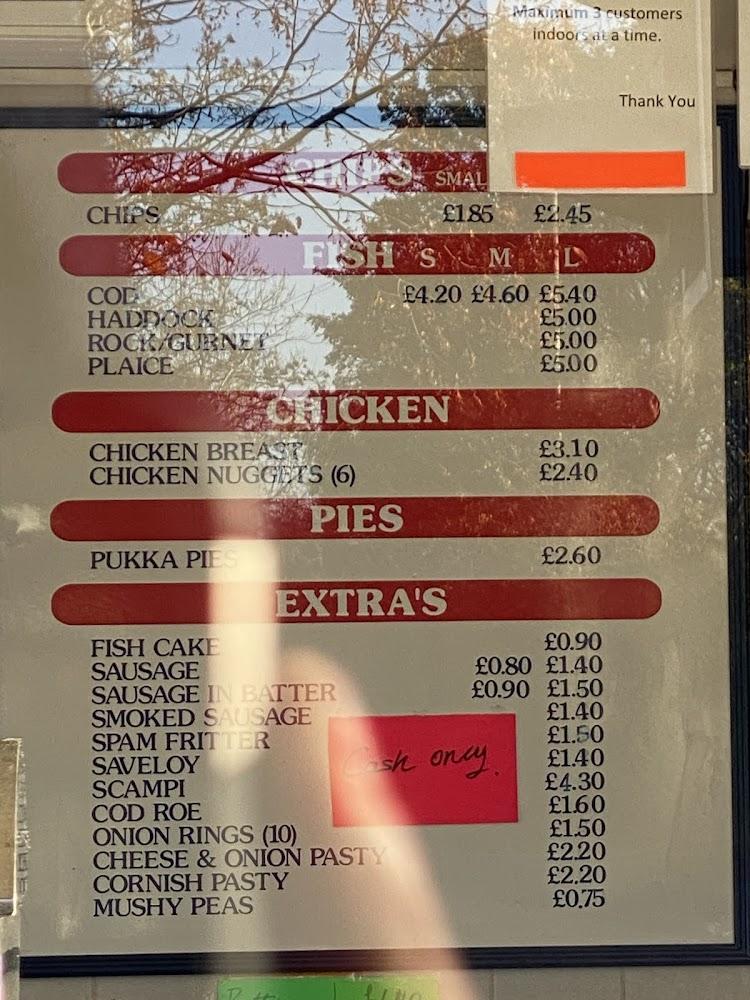 Maximum 3 customers
indoors at a time.
Thank You
CHIPS SMAL
CHIPS £1.85 £2.45
FISH S M L
COD £4.20 £4.60 £5.40
HADDOCK £5.00
ROCK/GURNET £5.00
PLAICE £5.00
CHICKEN
CHICKEN BREAST £3.10
CHICKEN NUGGETS (6) £2.40
PIES
PUKKA PIES £2.60
EXTRA'S
FISH CAKE £0.90
SAUSAGE £0.80 £1.40
SAUSAGE IN BATTER £0.90 £1.50
SMOKED SAUSAGE £1.40
SPAM FRITTER £1.50
SAVELOY £1.40
SCAMPI £4.30
COD ROE £1.60
ONION RINGS (10) £1.50
CHEESE & ONION PASTY £2.20
CORNISH PASTY £2.20
MUSHY PEAS £0.75
Cash only.